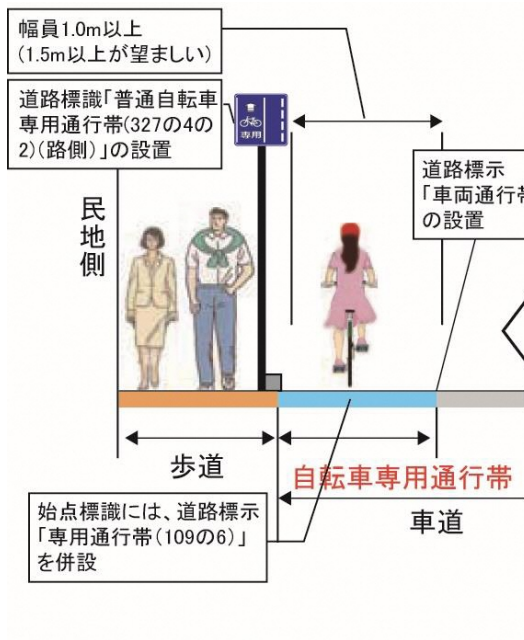 幅員1.0m以上
(1.5m以上が望ましい)
道路標識「普通自転車
専用通行帯(327の4の
2)(路側)」の設置
専用
道路標示
「車両通行帯
の設置
民地側
歩道
自転車専用通行帯
車道
始点標識には、道路標示
「専用通行帯(109の6)」
を併設